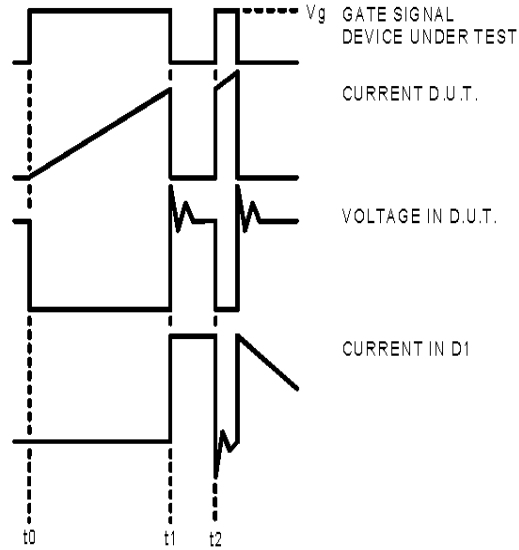 Vg GATE SIGNAL
DEVICE UNDER TEST
CURRENT D.U.T.
VOLTAGE IN D.U.T.
CURRENT IN D1
t0 t1 t2